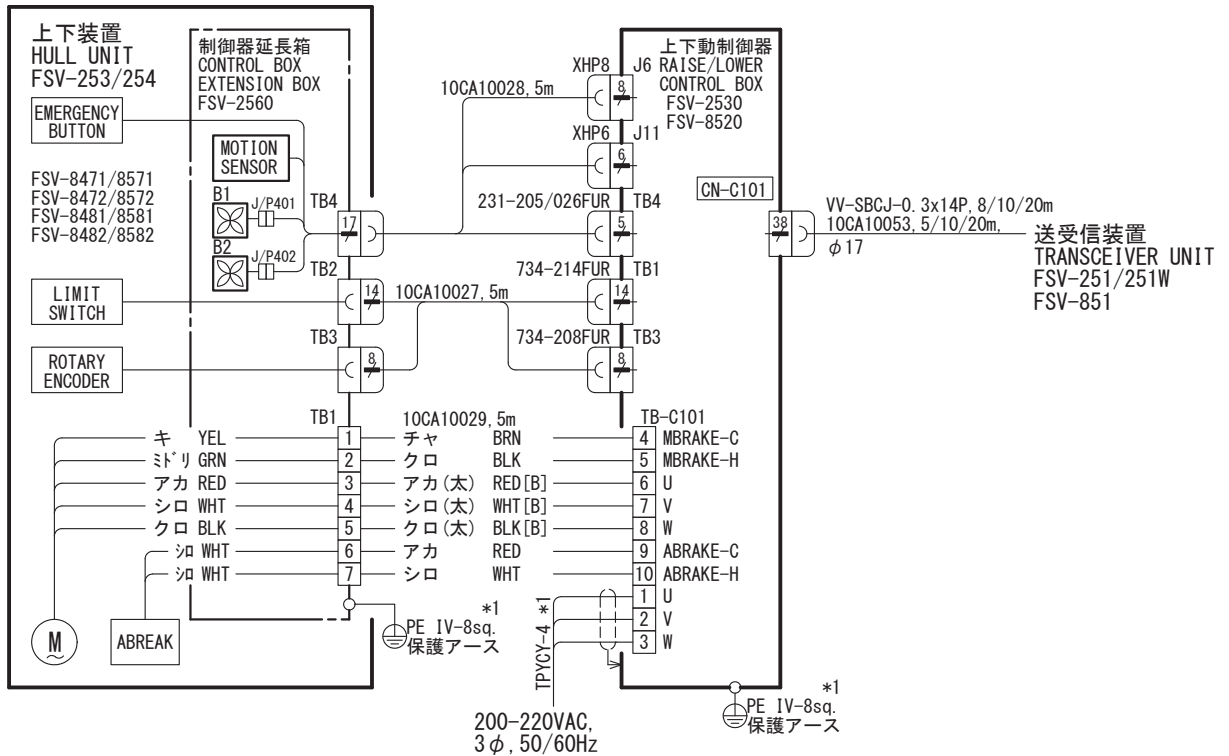 上下装置
HULL UNIT
FSV-253/254
EMERGENCY
BUTTON
FSV-8471/8571
FSV-8472/8572
FSV-8481/8581
FSV-8482/8582
LIMIT
SWITCH
ROTARY
ENCODER
制御器延長箱
CONTROL BOX
EXTENSION BOX
FSV-2560
MOTION
SENSOR
B1
J/P401
B2
J/P402
TB4
17
TB2
14
TB3
8
10CA10028, 5m
10CA10027, 5m
XHP8
J6
8
XHP6
J11
6
231-205/026FUR
TB4
5
734-214FUR
TB1
14
734-208FUR
TB3
8
上下動制御器
RAISE/LOWER
CONTROL BOX
FSV-2530
FSV-8520
CN-C101
38
VV-SBCJ-0.3x14P, 8/10/20m
10CA10053, 5/10/20m,
φ17
送受信装置
TRANSCEIVER UNIT
FSV-251/251W
FSV-851
TB1
10CA10029, 5m
TB-C101
キ YEL 1 チャ BRN 4 MBRAKE-C
ミドリ GRN 2 クロ BLK 5 MBRAKE-H
アカ RED 3 アカ(太) RED[B] 6 U
シロ WHT 4 シロ(太) WHT[B] 7 V
クロ BLK 5 クロ(太) BLK[B] 8 W
シロ WHT 6 アカ RED 9 ABRAKE-C
シロ WHT 7 シロ WHT 10 ABRAKE-H
1 U
2 V
3 W
M
ABREAK
*1
PE IV-8sq.
保護アース
TPYCY-4 *1
200-220VAC,
3φ, 50/60Hz
*1
PE IV-8sq.
保護アース